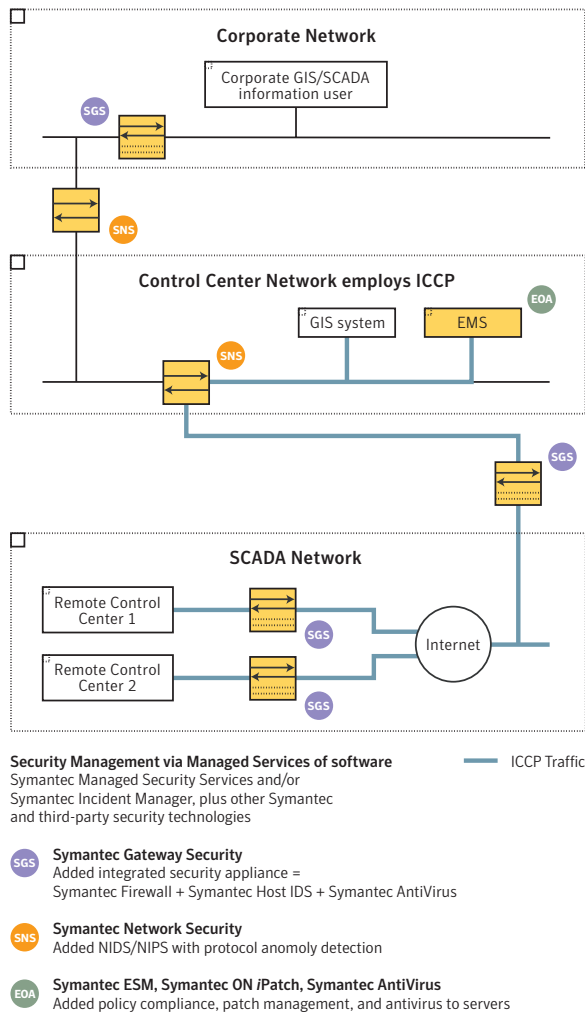 Corporate Network
Corporate GIS/SCADA
information user
SGS
SNS
Control Center Network employs ICCP
EOA
GIS system
EMS
SNS
SGS
SCADA Network
Remote Control
Center 1
SGS
Internet
Remote Control
Center 2
SGS
Security Management via Managed Services of software
ICCP Traffic
Symantec Managed Security Services and/or
Symantec Incident Manager, plus other Symantec
and third-party security technologies
SGS
Symantec Gateway Security
Added integrated security appliance =
Symantec Firewall + Symantec Host IDS + Symantec AntiVirus
SNS
Symantec Network Security
Added NIDS/NIPS with protocol anomoly detection
EOA
Symantec ESM, Symantec ON iPatch, Symantec AntiVirus
Added policy compliance, patch management, and antivirus to servers